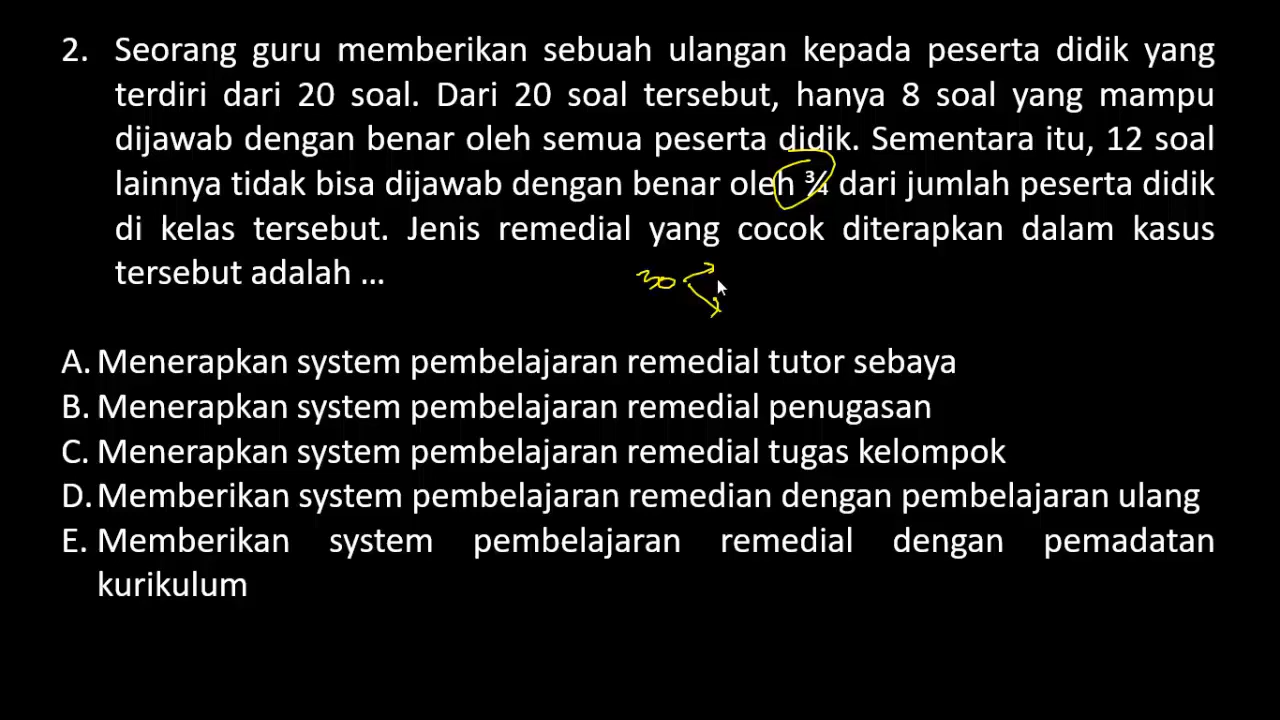 2. Seorang guru memberikan sebuah ulangan kepada peserta didik yang
terdiri dari 20 soal. Dari 20 soal tersebut, hanya 8 soal yang mampu
dijawab dengan benar oleh semua peserta didik. Sementara itu, 12 soal
lainnya tidak bisa dijawab dengan benar oleh ¾ dari jumlah peserta didik
di kelas tersebut. Jenis remedial yang cocok diterapkan dalam kasus
tersebut adalah ...
30
A. Menerapkan system pembelajaran remedial tutor sebaya
B. Menerapkan system pembelajaran remedial penugasan
C. Menerapkan system pembelajaran remedial tugas kelompok
D. Memberikan system pembelajaran remedian dengan pembelajaran ulang
E. Memberikan system pembelajaran remedial dengan pemadatan
kurikulum